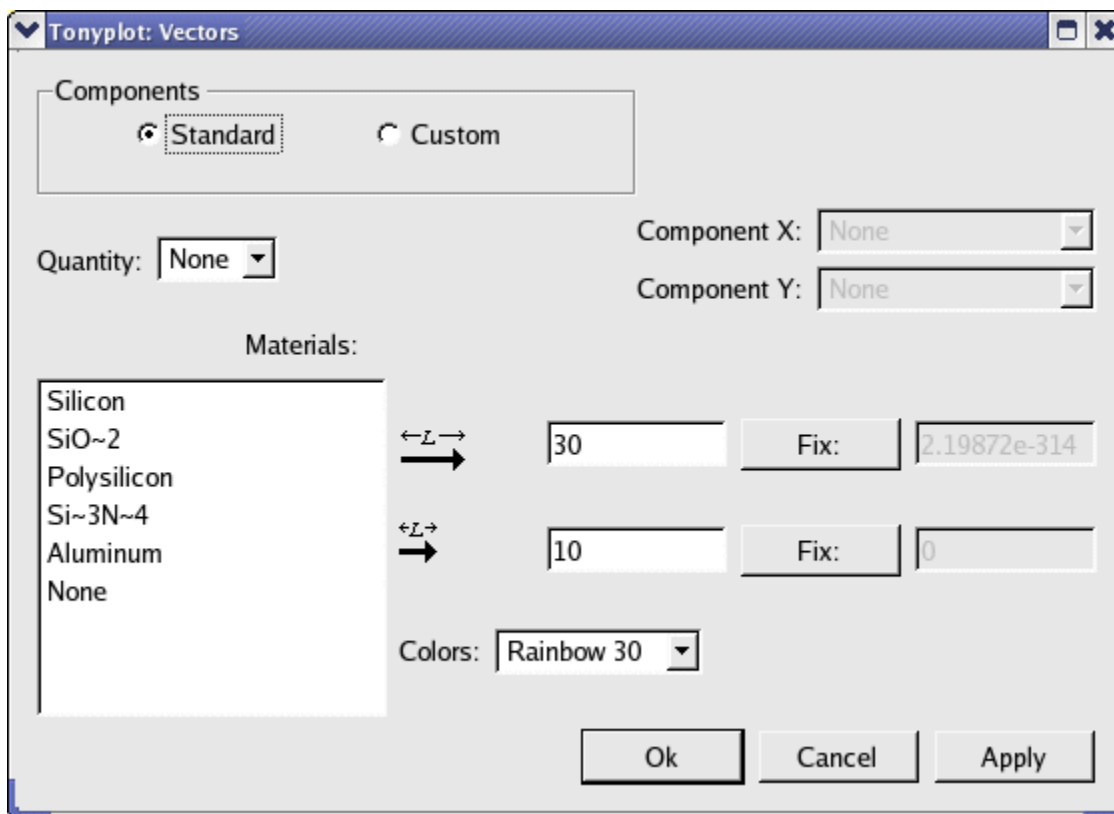 Tonyplot: Vectors
Components
Standard Custom
Component X: None
Quantity: None
Component Y: None
Materials:
Silicon
SiO~2
Polysilicon
Si~3N~4
Aluminum
None
L
30 Fix: 2.19872e-314
L
10 Fix: 0
Colors: Rainbow 30
Ok Cancel Apply